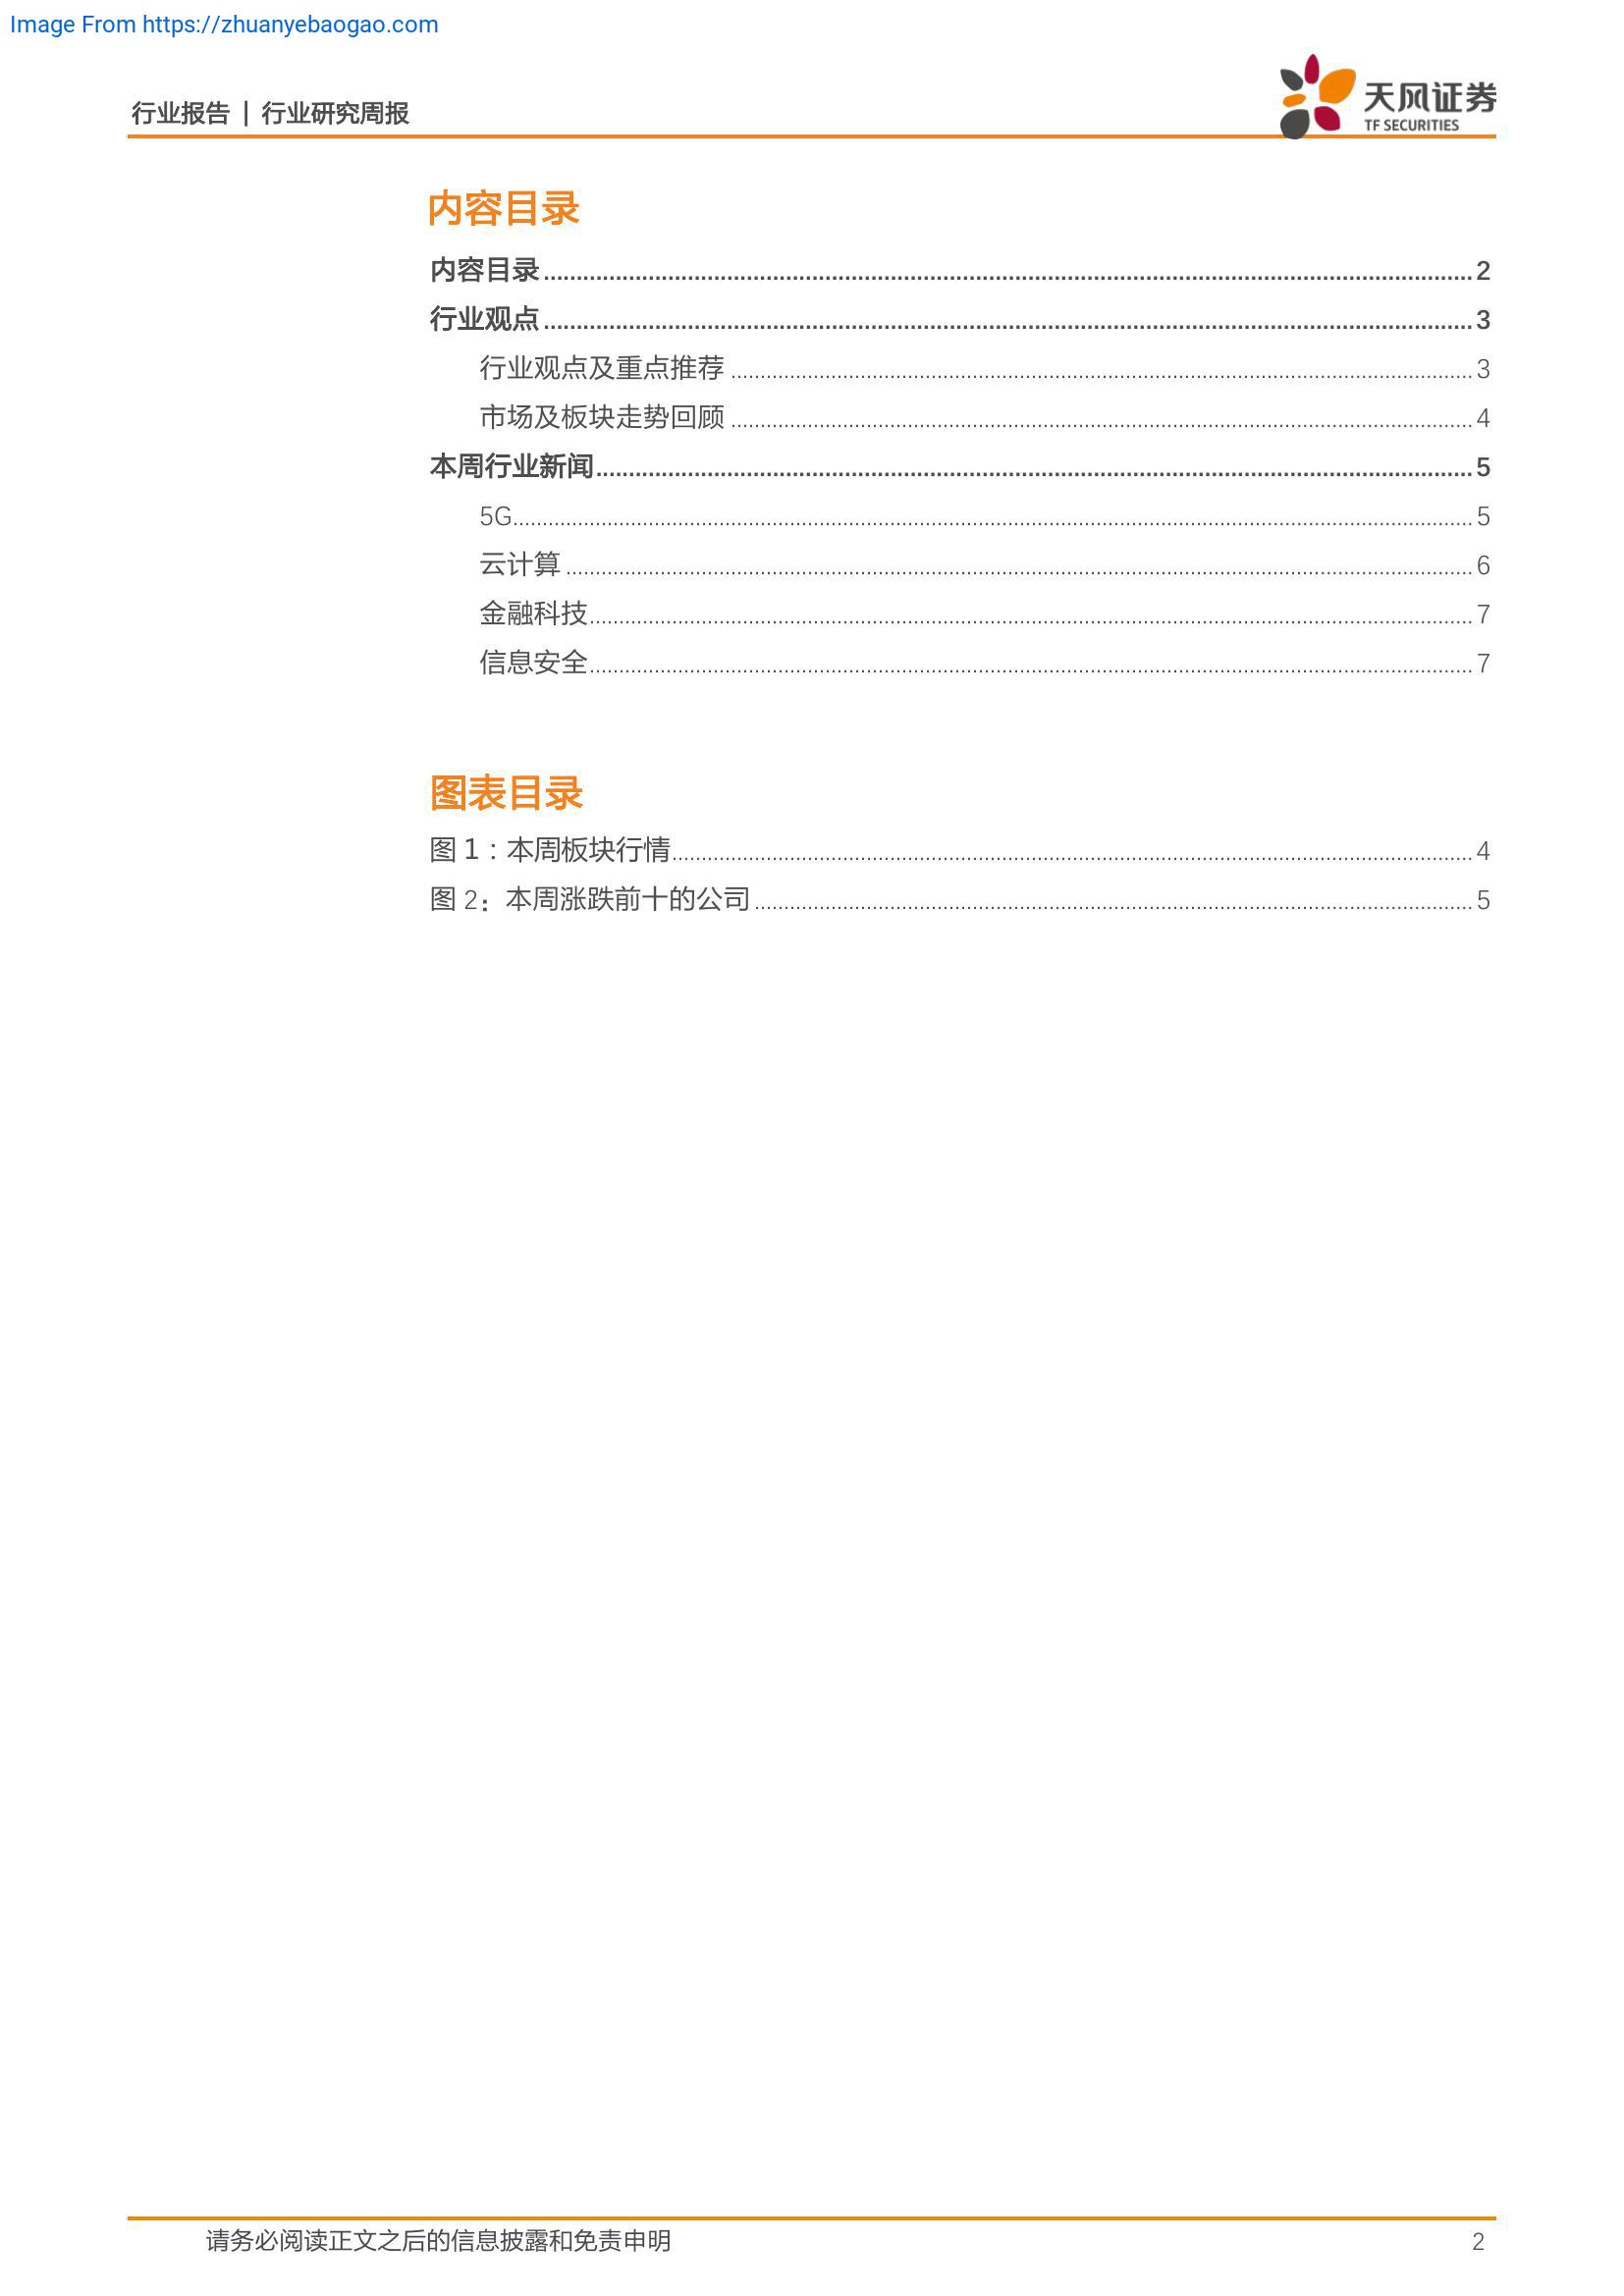 Image From https://zhuanyebaogao.com
行业报告 | 行业研究周报
天风证券
TF SECURITIES
内容目录
内容目录 2
行业观点 3
行业观点及重点推荐 3
市场及板块走势回顾 4
本周行业新闻 5
5G 5
云计算 6
金融科技 7
信息安全 7
图表目录
图 1：本周板块行情 4
图 2：本周涨跌前十的公司 5
请务必阅读正文之后的信息披露和免责申明 2